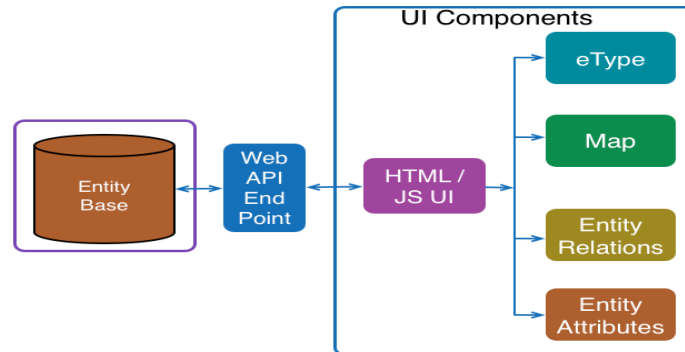 UI Components
Entity
Base
Web
API
End
Point
HTML /
JS UI
eType
Map
Entity
Relations
Entity
Attributes